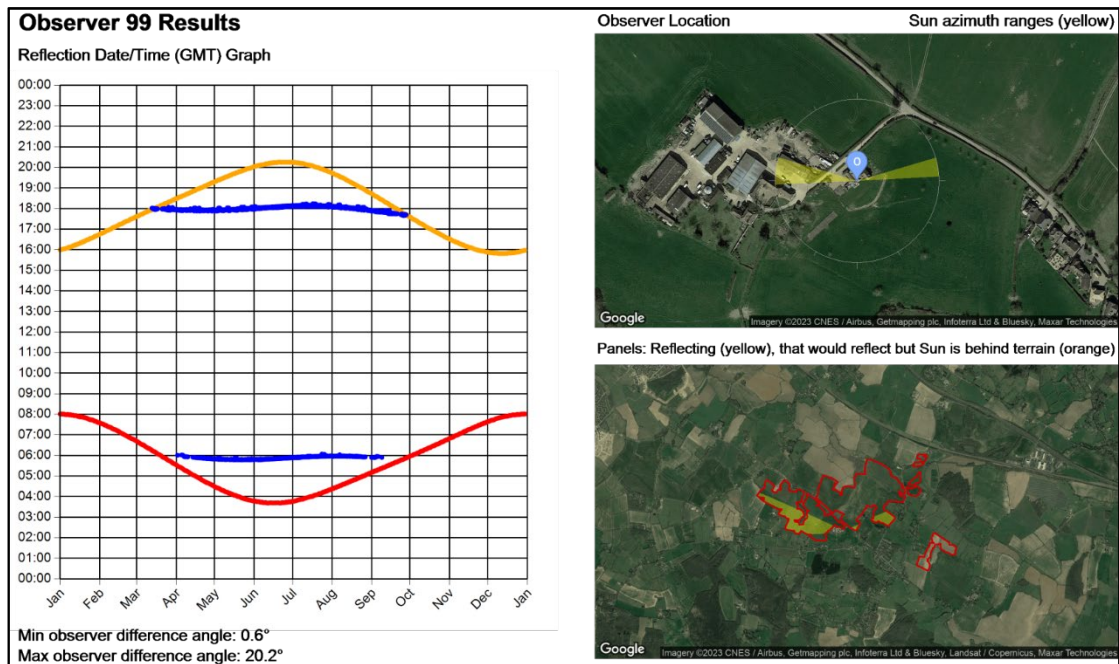 Observer 99 Results
Reflection Date/Time (GMT) Graph
00:00
23:00
22:00
21:00
20:00
19:00
18:00
17:00
16:00
15:00
14:00
13:00
12:00
11:00
10:00
09:00
08:00
07:00
06:00
05:00
04:00
03:00
02:00
01:00
00:00
Jan Feb Mar Apr May Jun Jul Aug Sep Oct Nov Dec Jan
Min observer difference angle: 0.6°
Max observer difference angle: 20.2°
Observer Location Sun azimuth ranges (yellow)
O
Google
Imagery ©2023 CNES / Airbus, Getmapping plc, Infoterra Ltd & Bluesky, Maxar Technologies
Panels: Reflecting (yellow), that would reflect but Sun is behind terrain (orange)
Google
Imagery ©2023 CNES / Airbus, Getmapping plc, Infoterra Ltd & Bluesky, Landsat / Copernicus, Maxar Technologies